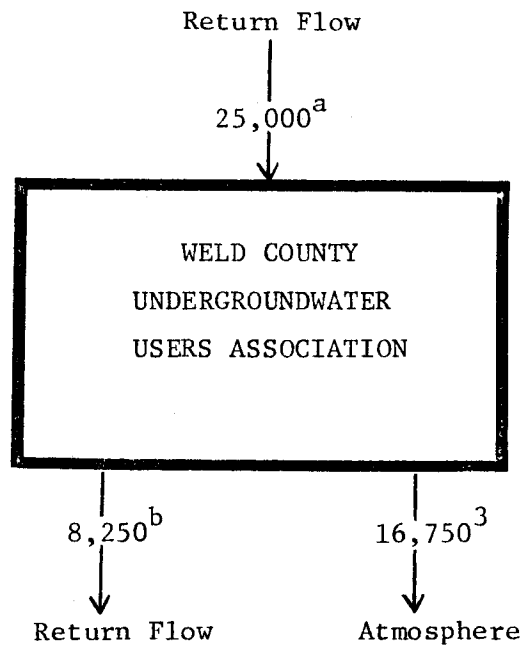 Return Flow
25,000a
WELD COUNTY
UNDERGROUNDWATER
USERS ASSOCIATION
8,250b 16,7503
Return Flow Atmosphere